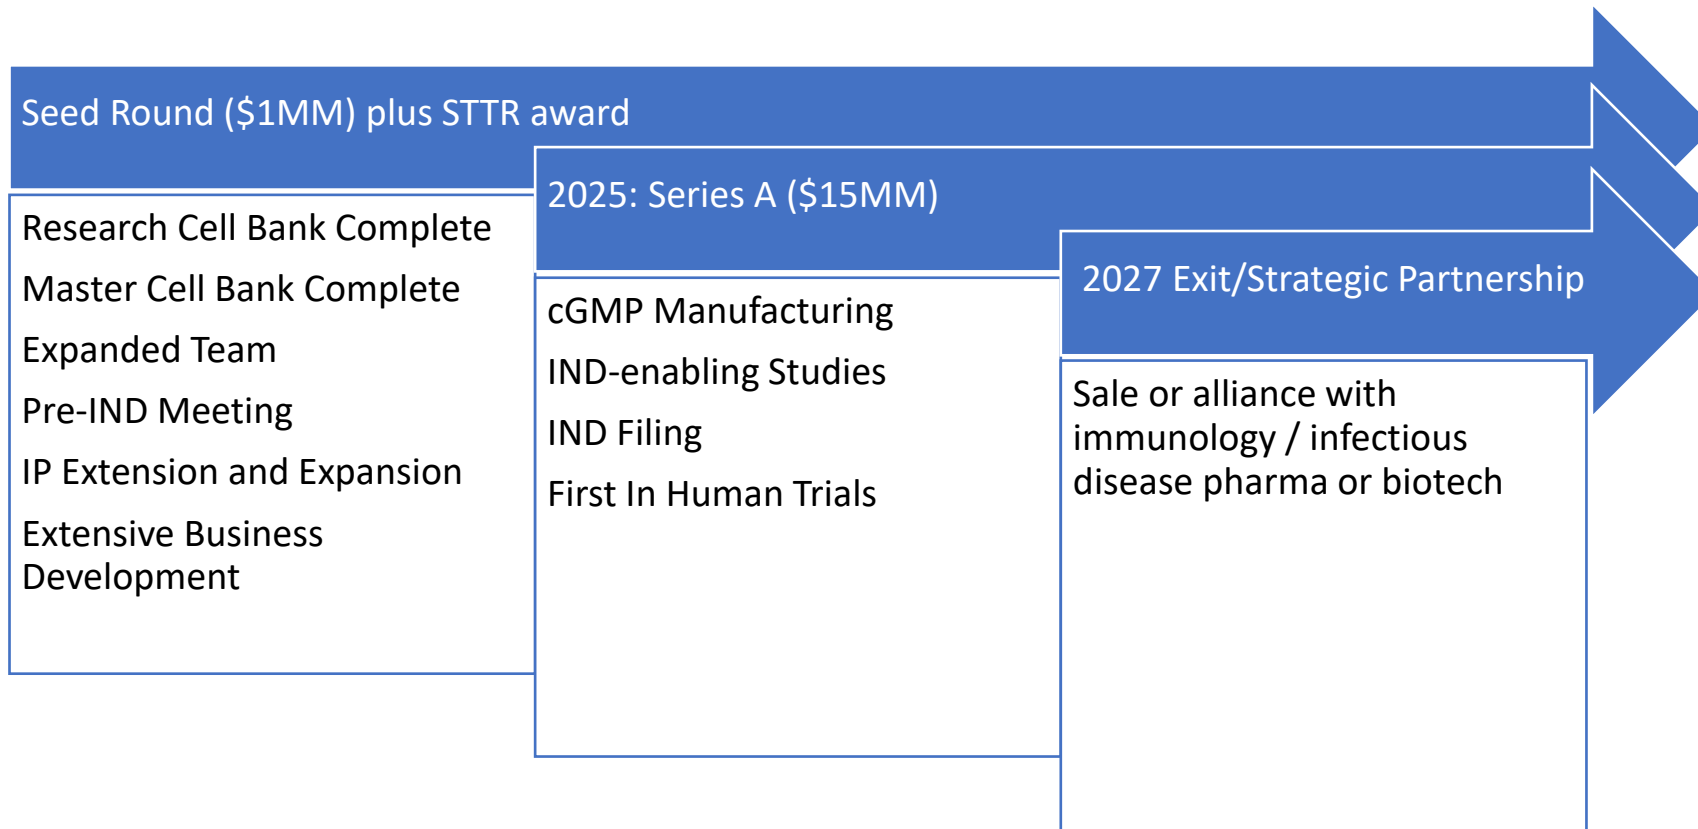 Seed Round ($1MM) plus STTR award
Research Cell Bank Complete
Master Cell Bank Complete
Expanded Team
Pre-IND Meeting
IP Extension and Expansion
Extensive Business
Development
2025: Series A ($15MM)
cGMP Manufacturing
IND-enabling Studies
IND Filing
First In Human Trials
2027 Exit/Strategic Partnership
Sale or alliance with
immunology / infectious
disease pharma or biotech